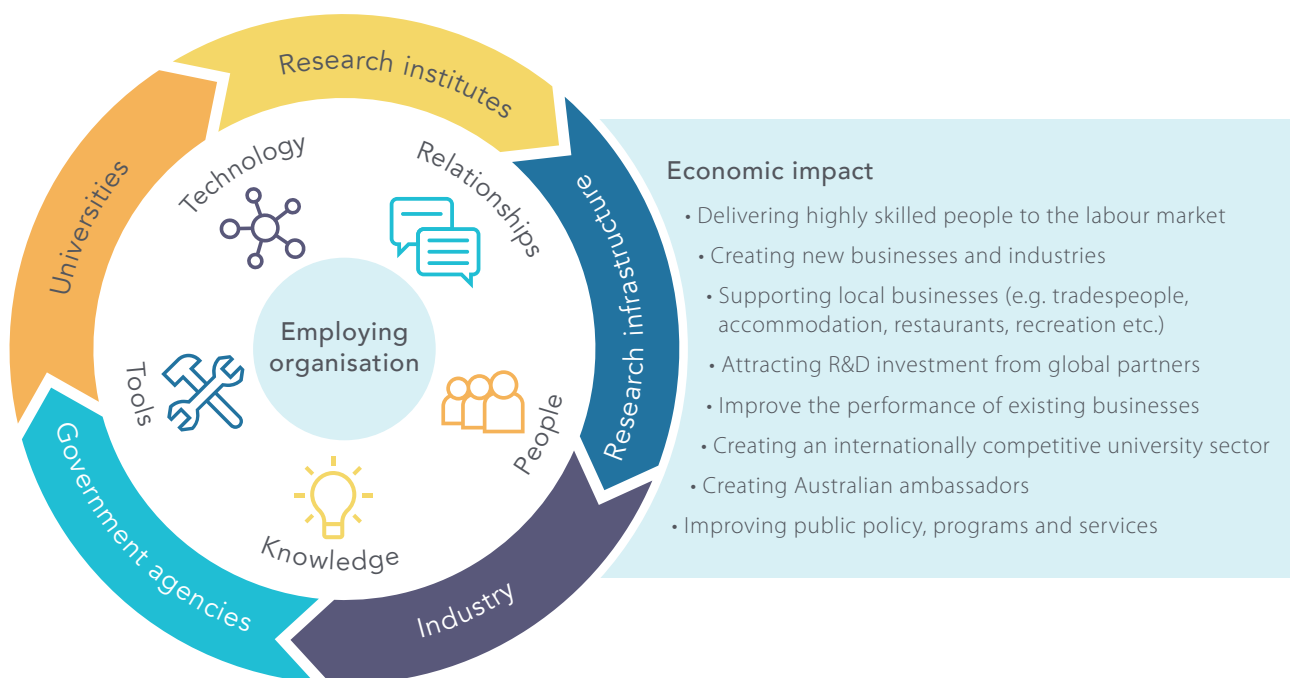 Research institutes
Universities
Technology
Relationships
Research infrastructure
Employing
organisation
Tools
People
Knowledge
Government agencies
Industry
Economic impact
• Delivering highly skilled people to the labour market
• Creating new businesses and industries
• Supporting local businesses (e.g. tradespeople,
accommodation, restaurants, recreation etc.)
• Attracting R&D investment from global partners
• Improve the performance of existing businesses
• Creating an internationally competitive university sector
• Creating Australian ambassadors
• Improving public policy, programs and services